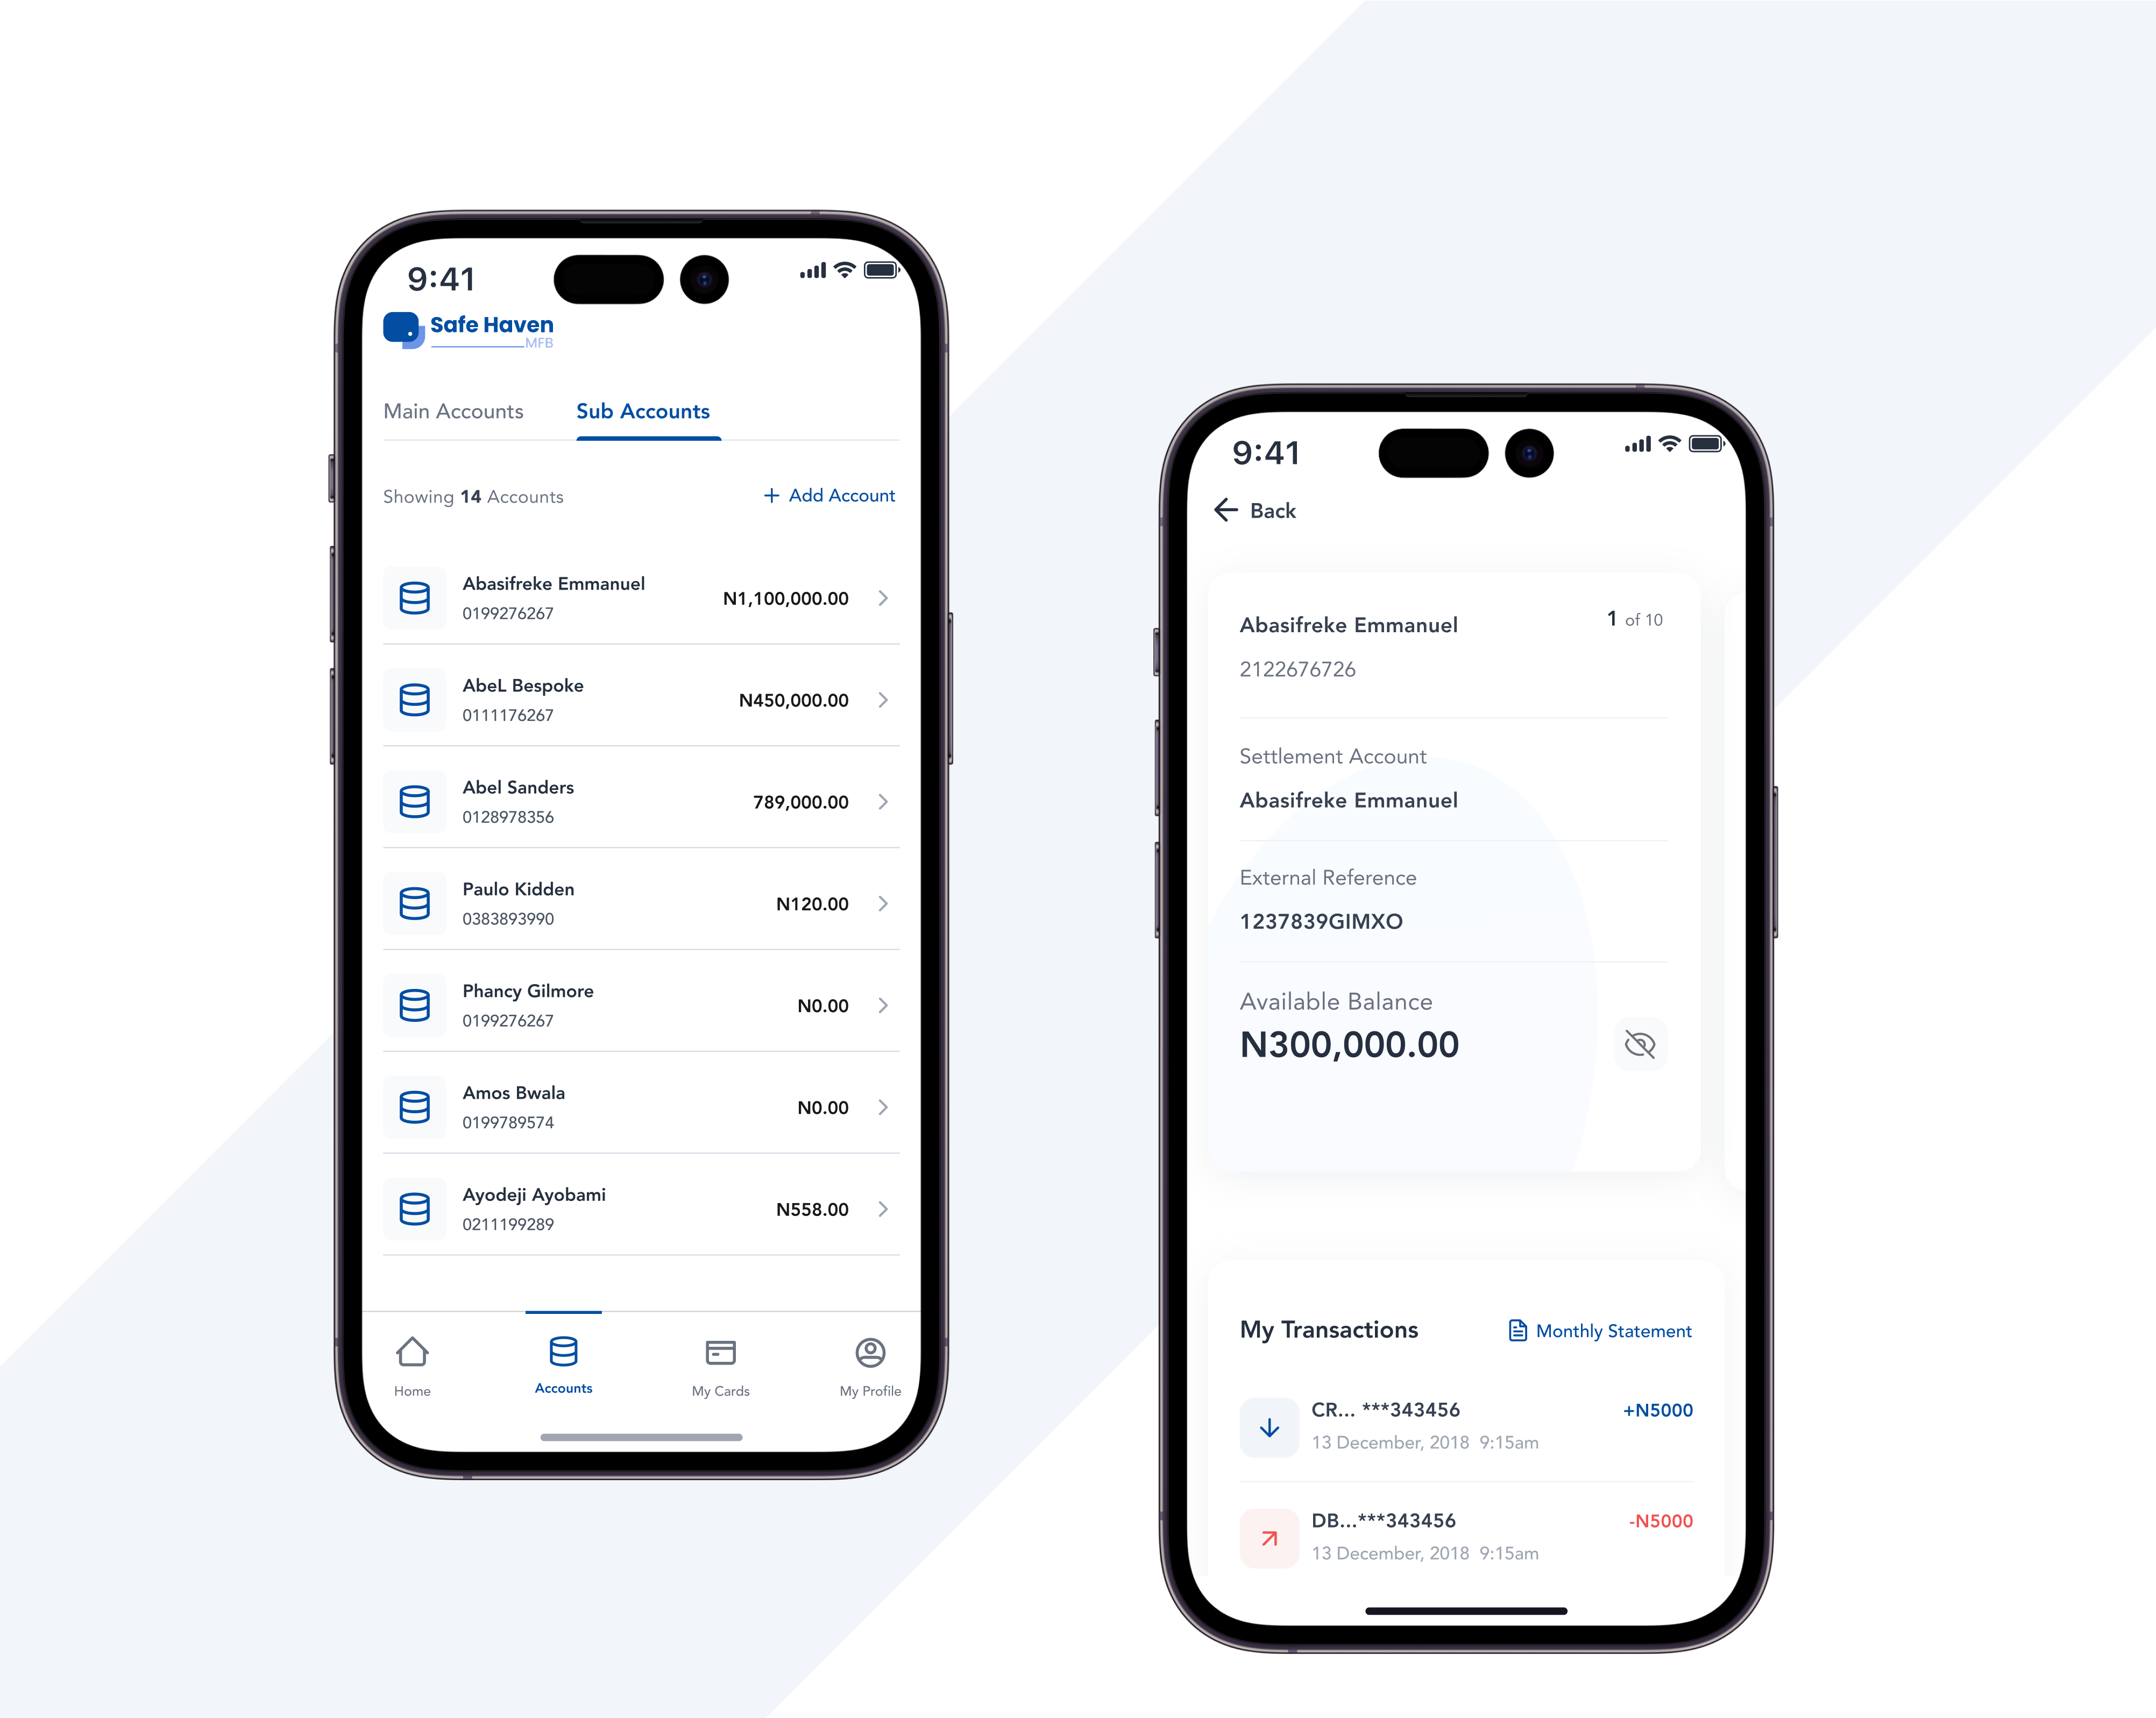 9:41
Safe Haven
MFB
Main Accounts Sub Accounts
Showing 14 Accounts + Add Account
Abasifreke Emmanuel
0199276267
N1,100,000.00
AbeL Bespoke
0111176267
N450,000.00
Abel Sanders
0128978356
789,000.00
Paulo Kidden
0383893990
N120.00
Phancy Gilmore
0199276267
N0.00
Amos Bwala
0199789574
N0.00
Ayodeji Ayobami
0211199289
N558.00
Home Accounts My Cards My Profile
9:41
Back
Abasifreke Emmanuel 1 of 10
2122676726
Settlement Account
Abasifreke Emmanuel
External Reference
1237839GIMXO
Available Balance
N300,000.00
My Transactions Monthly Statement
CR... ***343456 +N5000
13 December, 2018 9:15am
DB...***343456 -N5000
13 December, 2018 9:15am